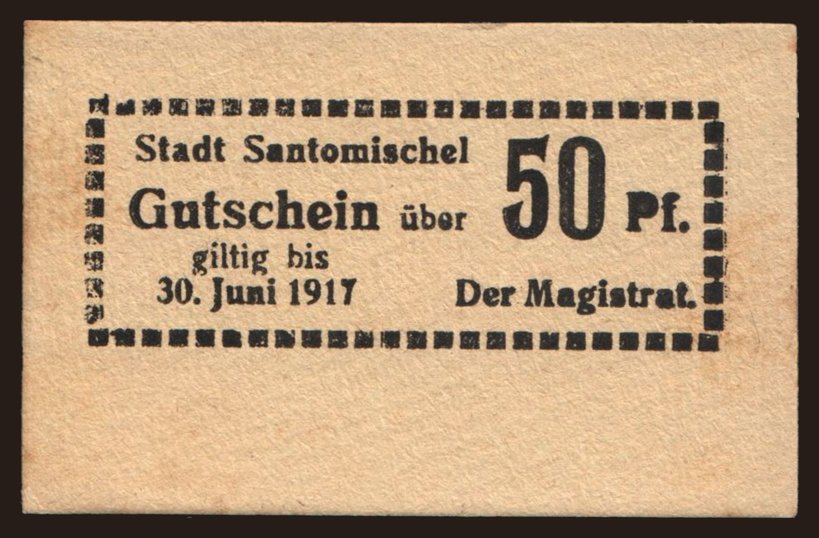 Stadt Santomischel
Gutschein über 50 Pf.
giltig bis
30. Juni 1917
Der Magistrat.